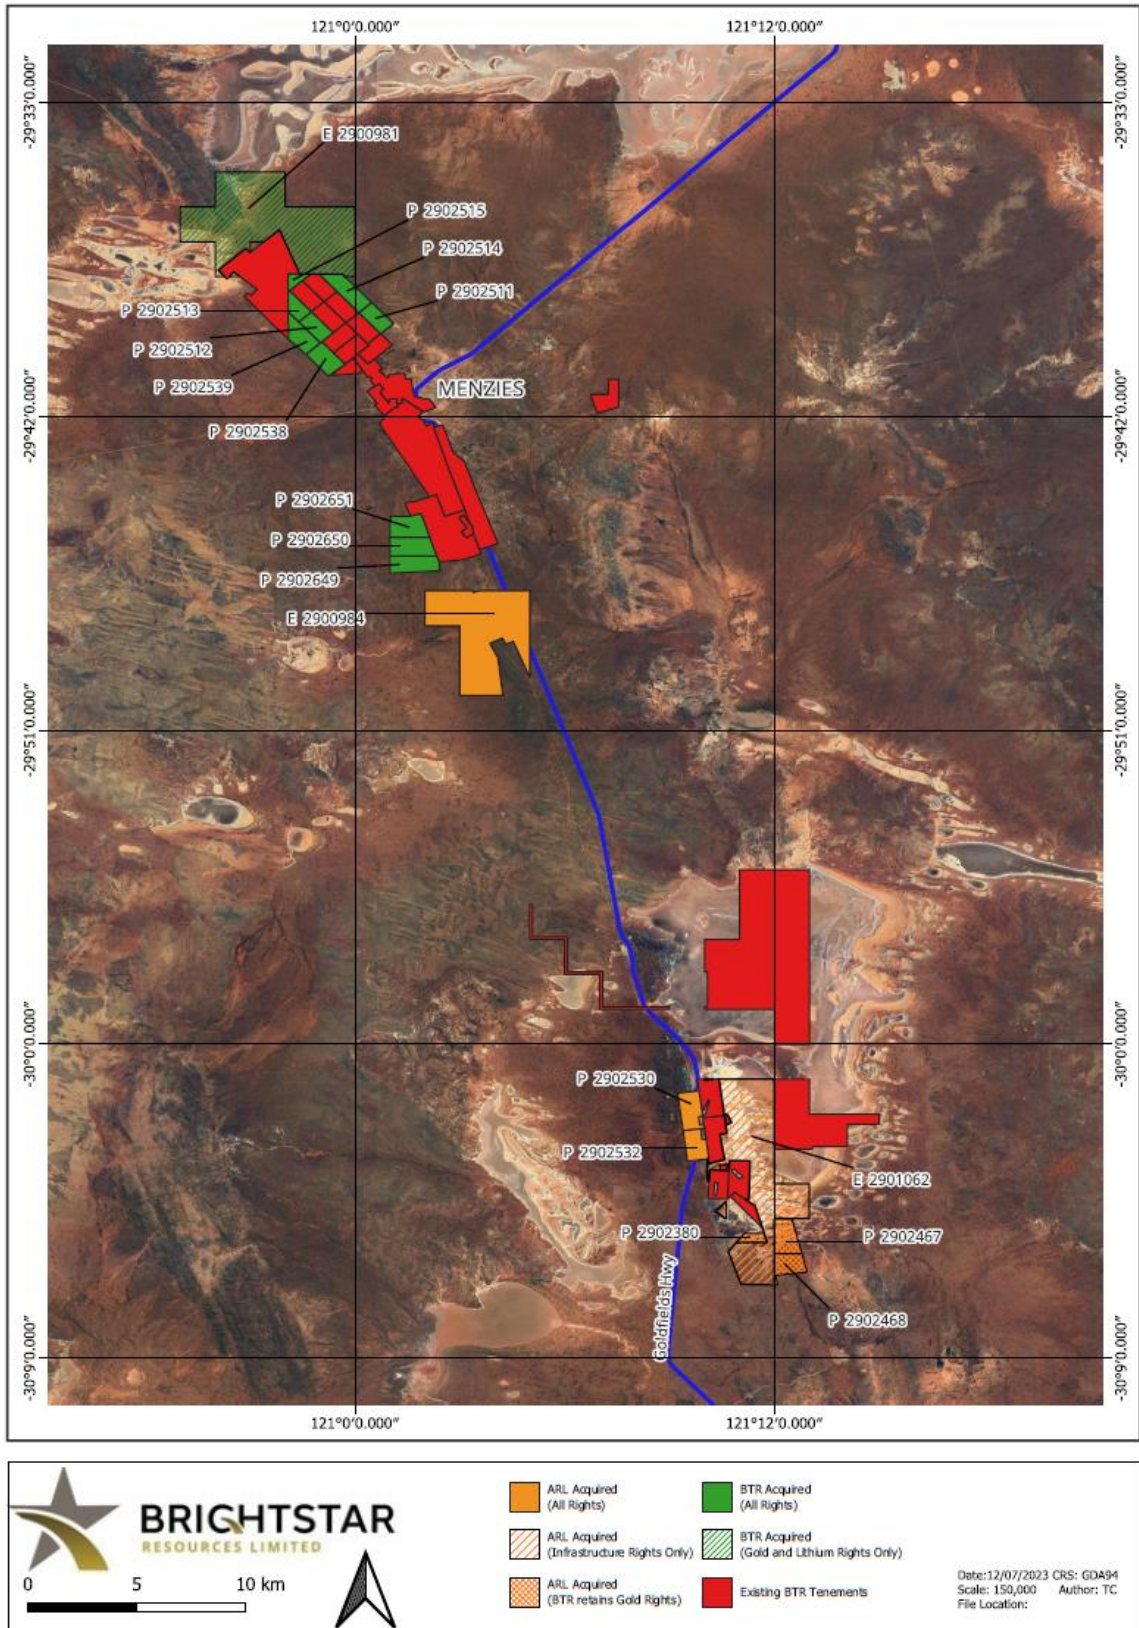 121°0′0.000″
121°12′0.000″
-29°33′0.000″
-29°33′0.000″
E 2900981
P 2902515
P 2902514
P 2902511
P 2902513
P 2902512
P 2902539
P 2902538
MENZIES
-29°42′0.000″
-29°42′0.000″
P 2902651
P 2902650
P 2902649
E 2900984
-29°51′0.000″
-29°51′0.000″
-30°0′0.000″
-30°0′0.000″
P 2902530
P 2902532
E 2901062
P 2902380
P 2902467
P 2902468
Goldfields Hwy
-30°9′0.000″
-30°9′0.000″
121°0′0.000″
121°12′0.000″
BRIGHTSTAR
RESOURCES LIMITED
0 5 10 km
ARL Acquired
(All Rights)
ARL Acquired
(Infrastructure Rights Only)
ARL Acquired
(BTR retains Gold Rights)
BTR Acquired
(All Rights)
BTR Acquired
(Gold and Lithium Rights Only)
Existing BTR Tenements
Date:12/07/2023 CRS: GDA94
Scale: 150,000 Author: TC
File Location: